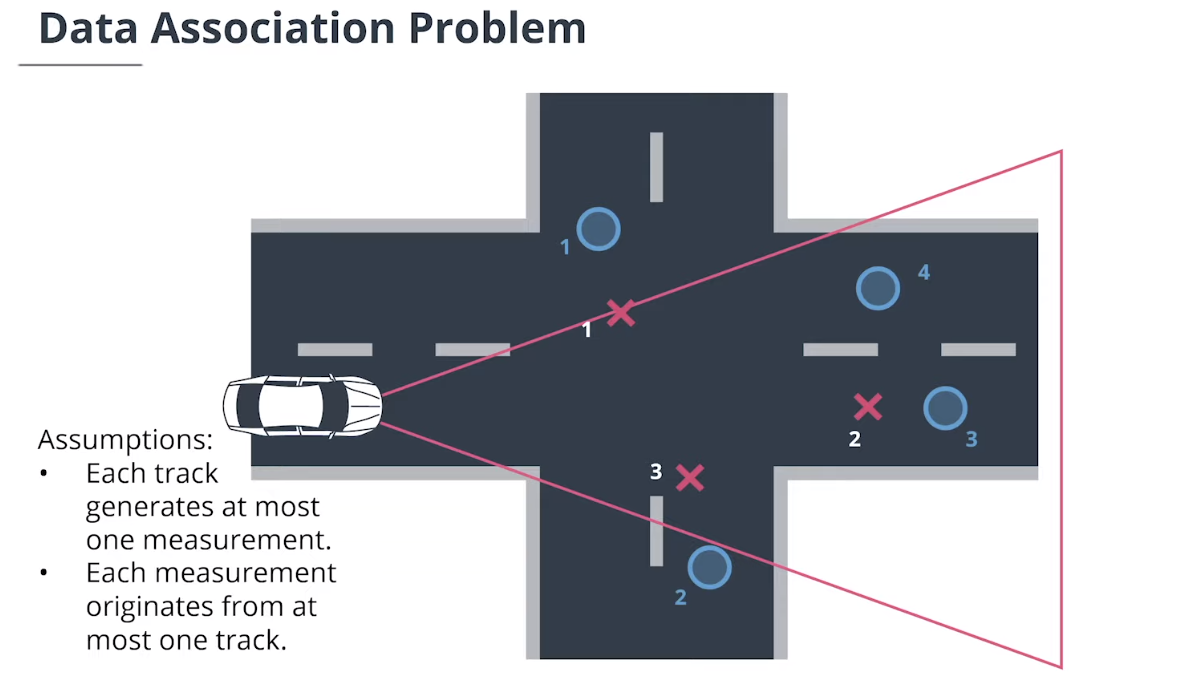 Data Association Problem
1
4
1
2
3
3
2
Assumptions:
• Each track
generates at most
one measurement.
• Each measurement
originates from at
most one track.